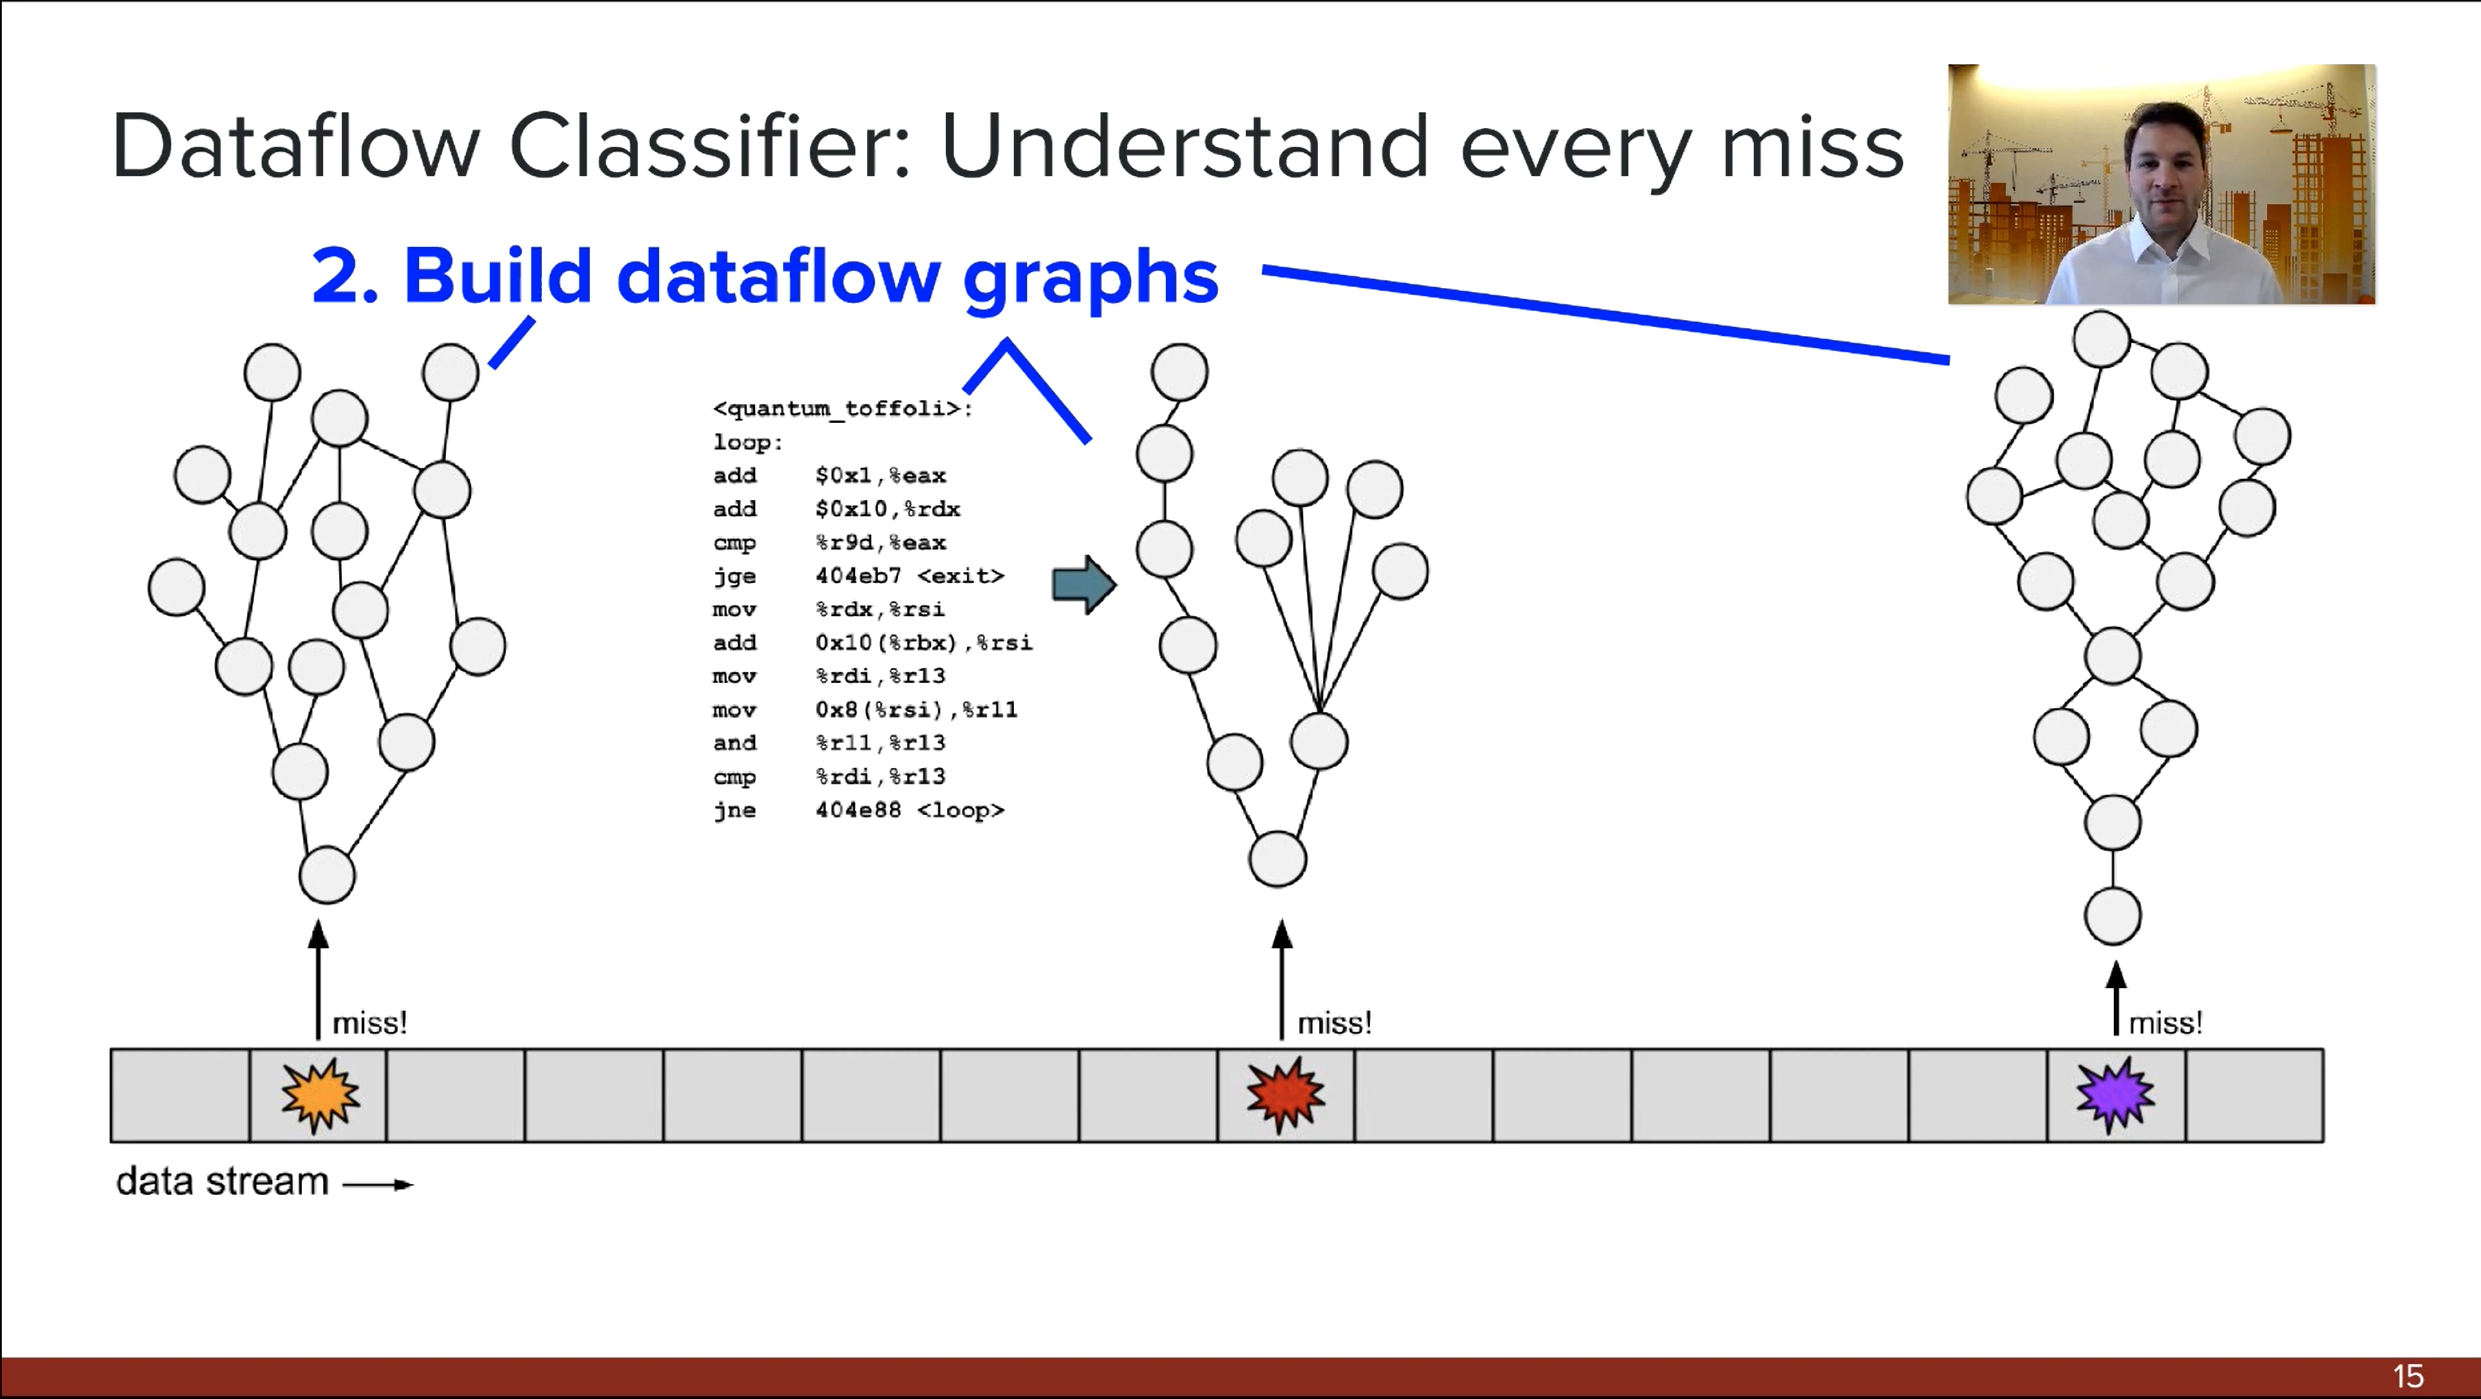 Dataflow Classifier: Understand every miss
2. Build dataflow graphs
<quantum_toffoli>:
loop:
add $0x1,%eax
add $0x10,%rdx
cmp %r9d,%eax
jge 404eb7 <exit>
mov %rdx,%rsi
add 0x10(%rbx),%rsi
mov %rdi,%r13
mov 0x8(%rsi),%r11
and %r11,%r13
cmp %rdi,%r13
jne 404e88 <loop>
miss!
miss!
miss!
data stream
15